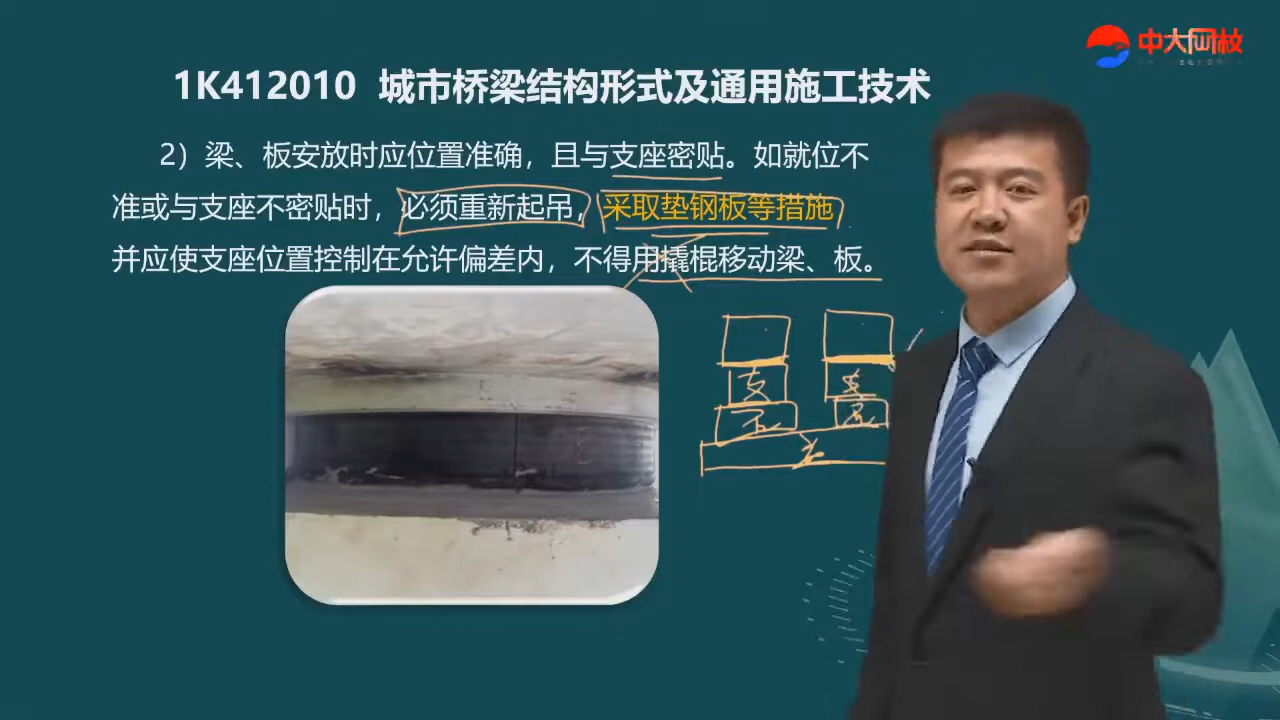 中大网校
1K412010 城市桥梁结构形式及通用施工技术
2）梁、板安放时应位置准确，且与支座密贴。如就位不
准或与支座不密贴时，必须重新起吊，采取垫钢板等措施，
并应使支座位置控制在允许偏差内，不得用撬棍移动梁、板。
支 支